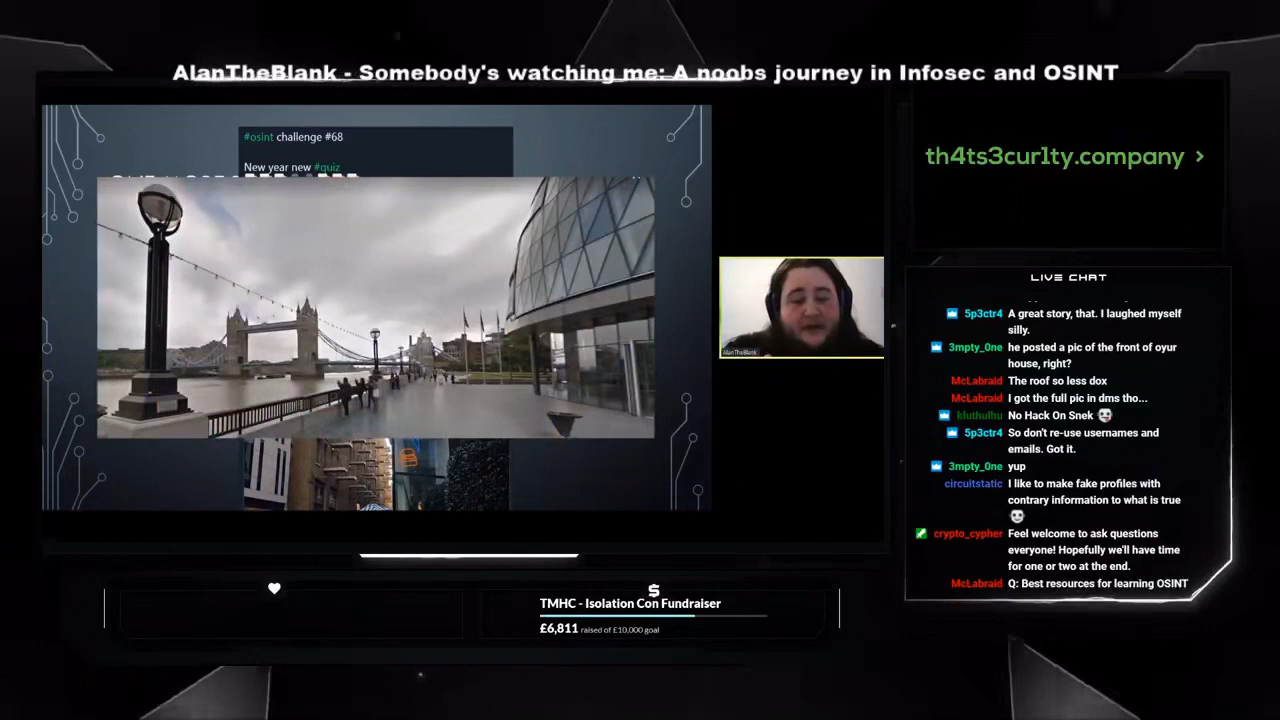 AlanTheBlank - Somebody's watching me: A noobs journey in Infosec and OSINT
#osint challenge #68
New year new #quiz
AlanTheBlank
th4ts3cur1ty.company >
LIVE CHAT
5p3ctr4 A great story, that. I laughed myself
silly.
3mpty_0ne he posted a pic of the front of oyur
house, right?
McLabraid The roof so less dox
McLabraid I got the full pic in dms tho...
kluthulhu No Hack On Snek
5p3ctr4 So don't re-use usernames and
emails. Got it.
3mpty_0ne yup
circuitstatic I like to make fake profiles with
contrary information to what is true
crypto_cypher Feel welcome to ask questions
everyone! Hopefully we'll have time
for one or two at the end.
McLabraid Q: Best resources for learning OSINT
$
TMHC - Isolation Con Fundraiser
£6,811 raised of £10,000 goal